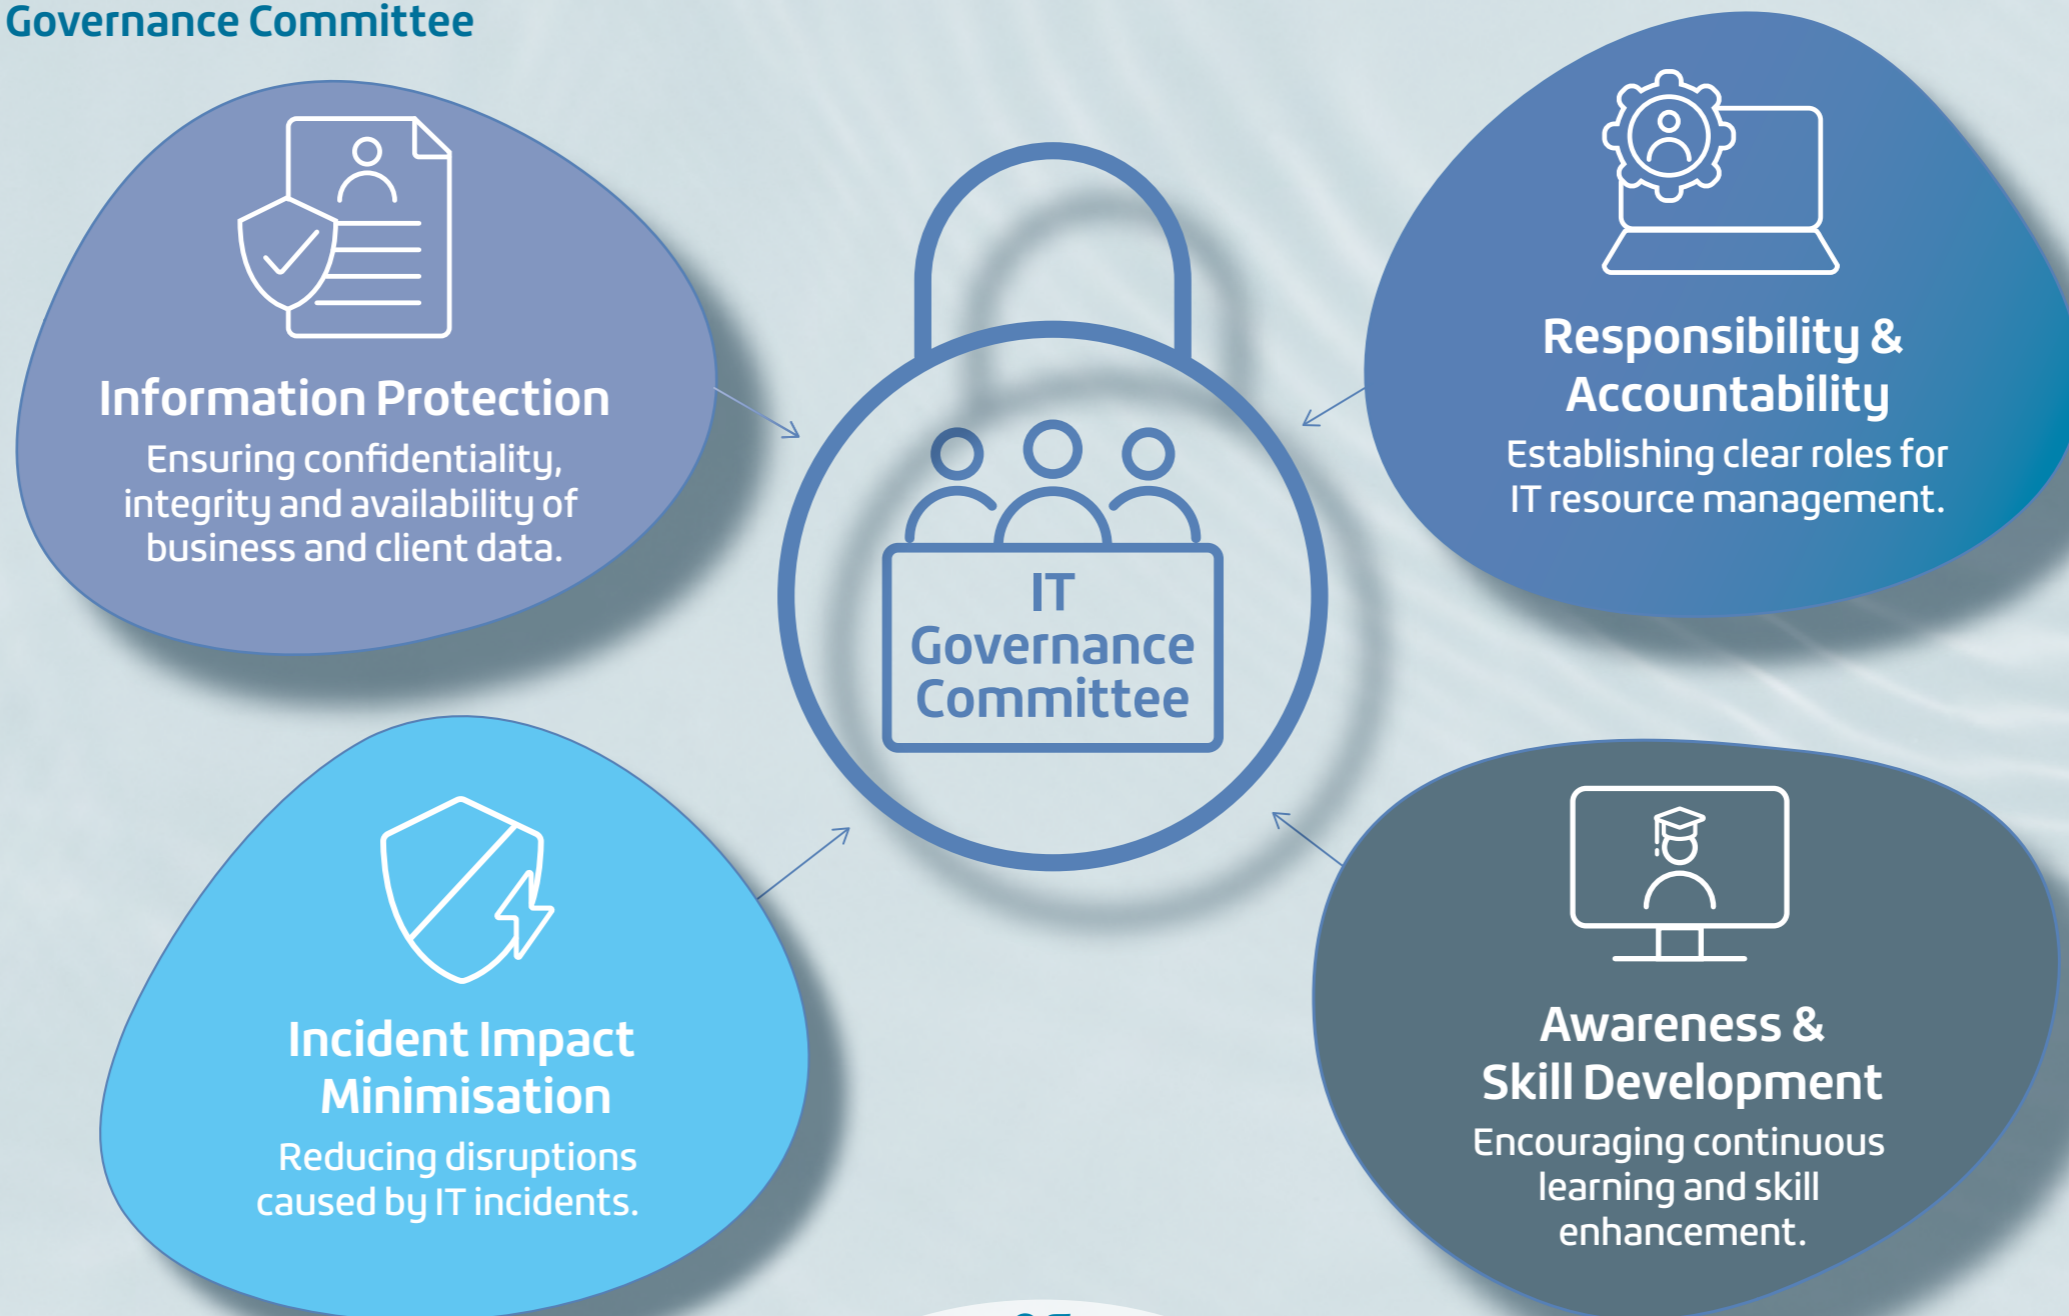 Governance Committee
Information Protection
Ensuring confidentiality,
integrity and availability of
business and client data.
Responsibility &
Accountability
Establishing clear roles for
IT resource management.
IT
Governance
Committee
Incident Impact
Minimisation
Reducing disruptions
caused by IT incidents.
Awareness &
Skill Development
Encouraging continuous
learning and skill
enhancement.